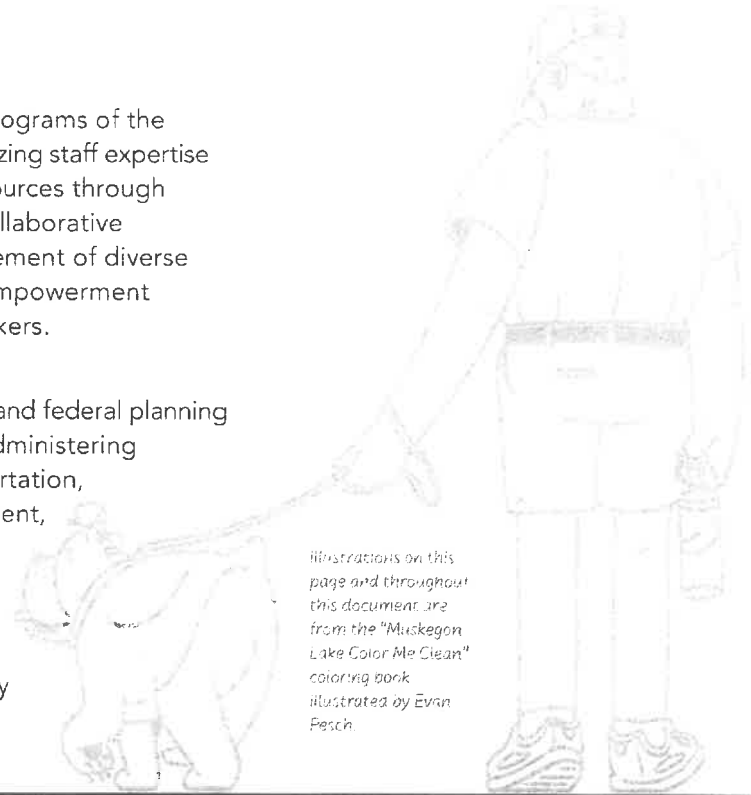 ograms of the
zing staff expertise
ources through
llaborative
ement of diverse
mpowerment
kers.
and federal planning
dministering
rtation,
ent,
y
Illustrations on this
page and throughout
this document are
from the "Muskegon
Lake Color Me Clean"
coloring book
illustrated by Evan
Pesch.